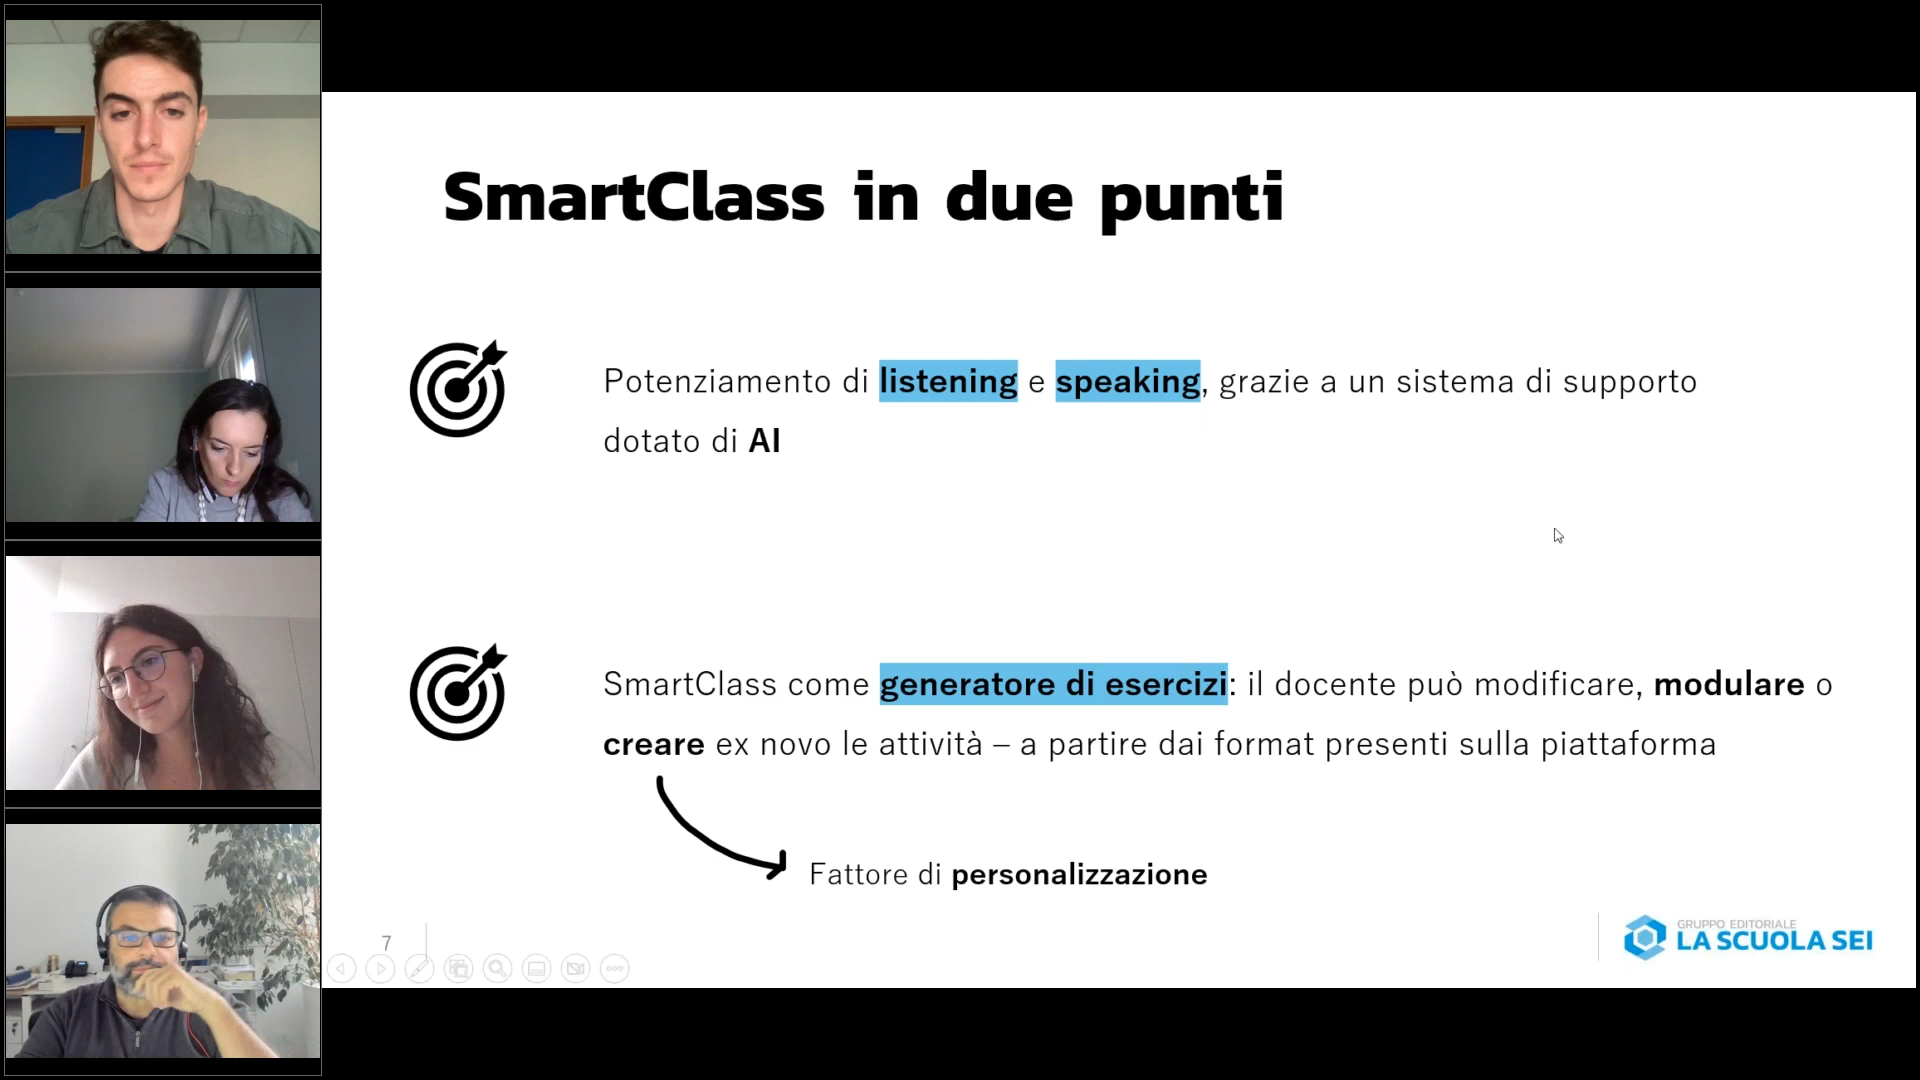 SmartClass in due punti
Potenziamento di listening e speaking, grazie a un sistema di supporto
dotato di AI
SmartClass come generatore di esercizi: il docente può modificare, modulare o
creare ex novo le attività – a partire dai format presenti sulla piattaforma
Fattore di personalizzazione
7
GRUPPO EDITORIALE
LA SCUOLA SEI